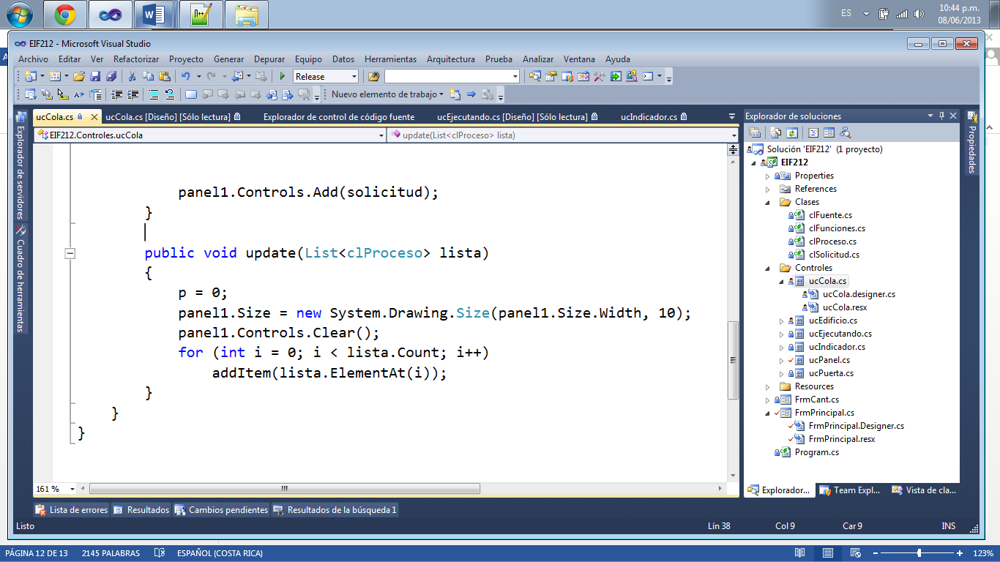 ES
10:44 p.m.
08/06/2013
EIF212 - Microsoft Visual Studio
Archivo Editar Ver Refactorizar Proyecto Generar Depurar Equipo Datos Herramientas Arquitectura Prueba Analizar Ventana Ayuda
Release
Nuevo elemento de trabajo
ucCola.cs
ucCola.cs [Diseño] [Sólo lectura]
Explorador de control de código fuente
ucEjecutando.cs [Diseño] [Sólo lectura]
ucIndicador.cs
EIF212.Controles.ucCola
update(List<clProceso> lista)
Explorador de servidores
Cuadro de herramientas
panel1.Controls.Add(solicitud);
}
public void update(List<clProceso> lista)
{
p = 0;
panel1.Size = new System.Drawing.Size(panel1.Size.Width, 10);
panel1.Controls.Clear();
for (int i = 0; i < lista.Count; i++)
addItem(lista.ElementAt(i));
}
}
}
161 %
Explorador de soluciones
Solución 'EIF212' (1 proyecto)
EIF212
Properties
References
Clases
clFuente.cs
clFunciones.cs
clProceso.cs
clSolicitud.cs
Controles
ucCola.cs
ucCola.designer.cs
ucCola.resx
ucEdificio.cs
ucEjecutando.cs
ucIndicador.cs
ucPanel.cs
ucPuerta.cs
Resources
FrmCant.cs
FrmPrincipal.cs
FrmPrincipal.Designer.cs
FrmPrincipal.resx
Program.cs
Explorador...
Team Expl...
Vista de cla...
Propiedades
Lista de errores
Resultados
Cambios pendientes
Resultados de la búsqueda 1
Listo
Lín 38
Col 9
Car 9
INS
PÁGINA 12 DE 13
2145 PALABRAS
ESPAÑOL (COSTA RICA)
123%